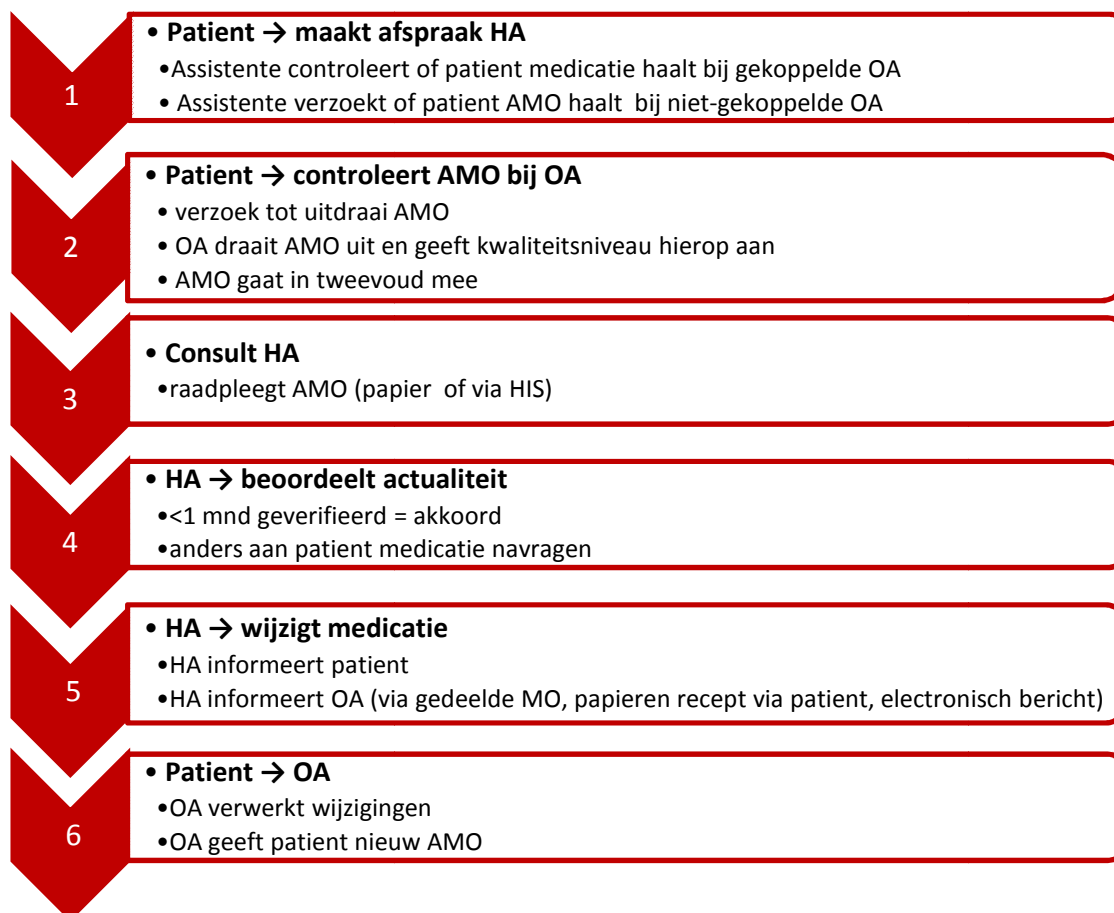 1
• Patient → maakt afspraak HA
•Assistente controleert of patient medicatie haalt bij gekoppelde OA
• Assistente verzoekt of patient AMO haalt bij niet-gekoppelde OA
2
• Patient → controleert AMO bij OA
• verzoek tot uitdraai AMO
• OA draait AMO uit en geeft kwaliteitsniveau hierop aan
• AMO gaat in tweevoud mee
3
• Consult HA
•raadpleegt AMO (papier of via HIS)
4
• HA → beoordeelt actualiteit
•<1 mnd geverifieerd = akkoord
•anders aan patient medicatie navragen
5
• HA → wijzigt medicatie
•HA informeert patient
•HA informeert OA (via gedeelde MO, papieren recept via patient, electronisch bericht)
6
• Patient → OA
•OA verwerkt wijzigingen
•OA geeft patient nieuw AMO